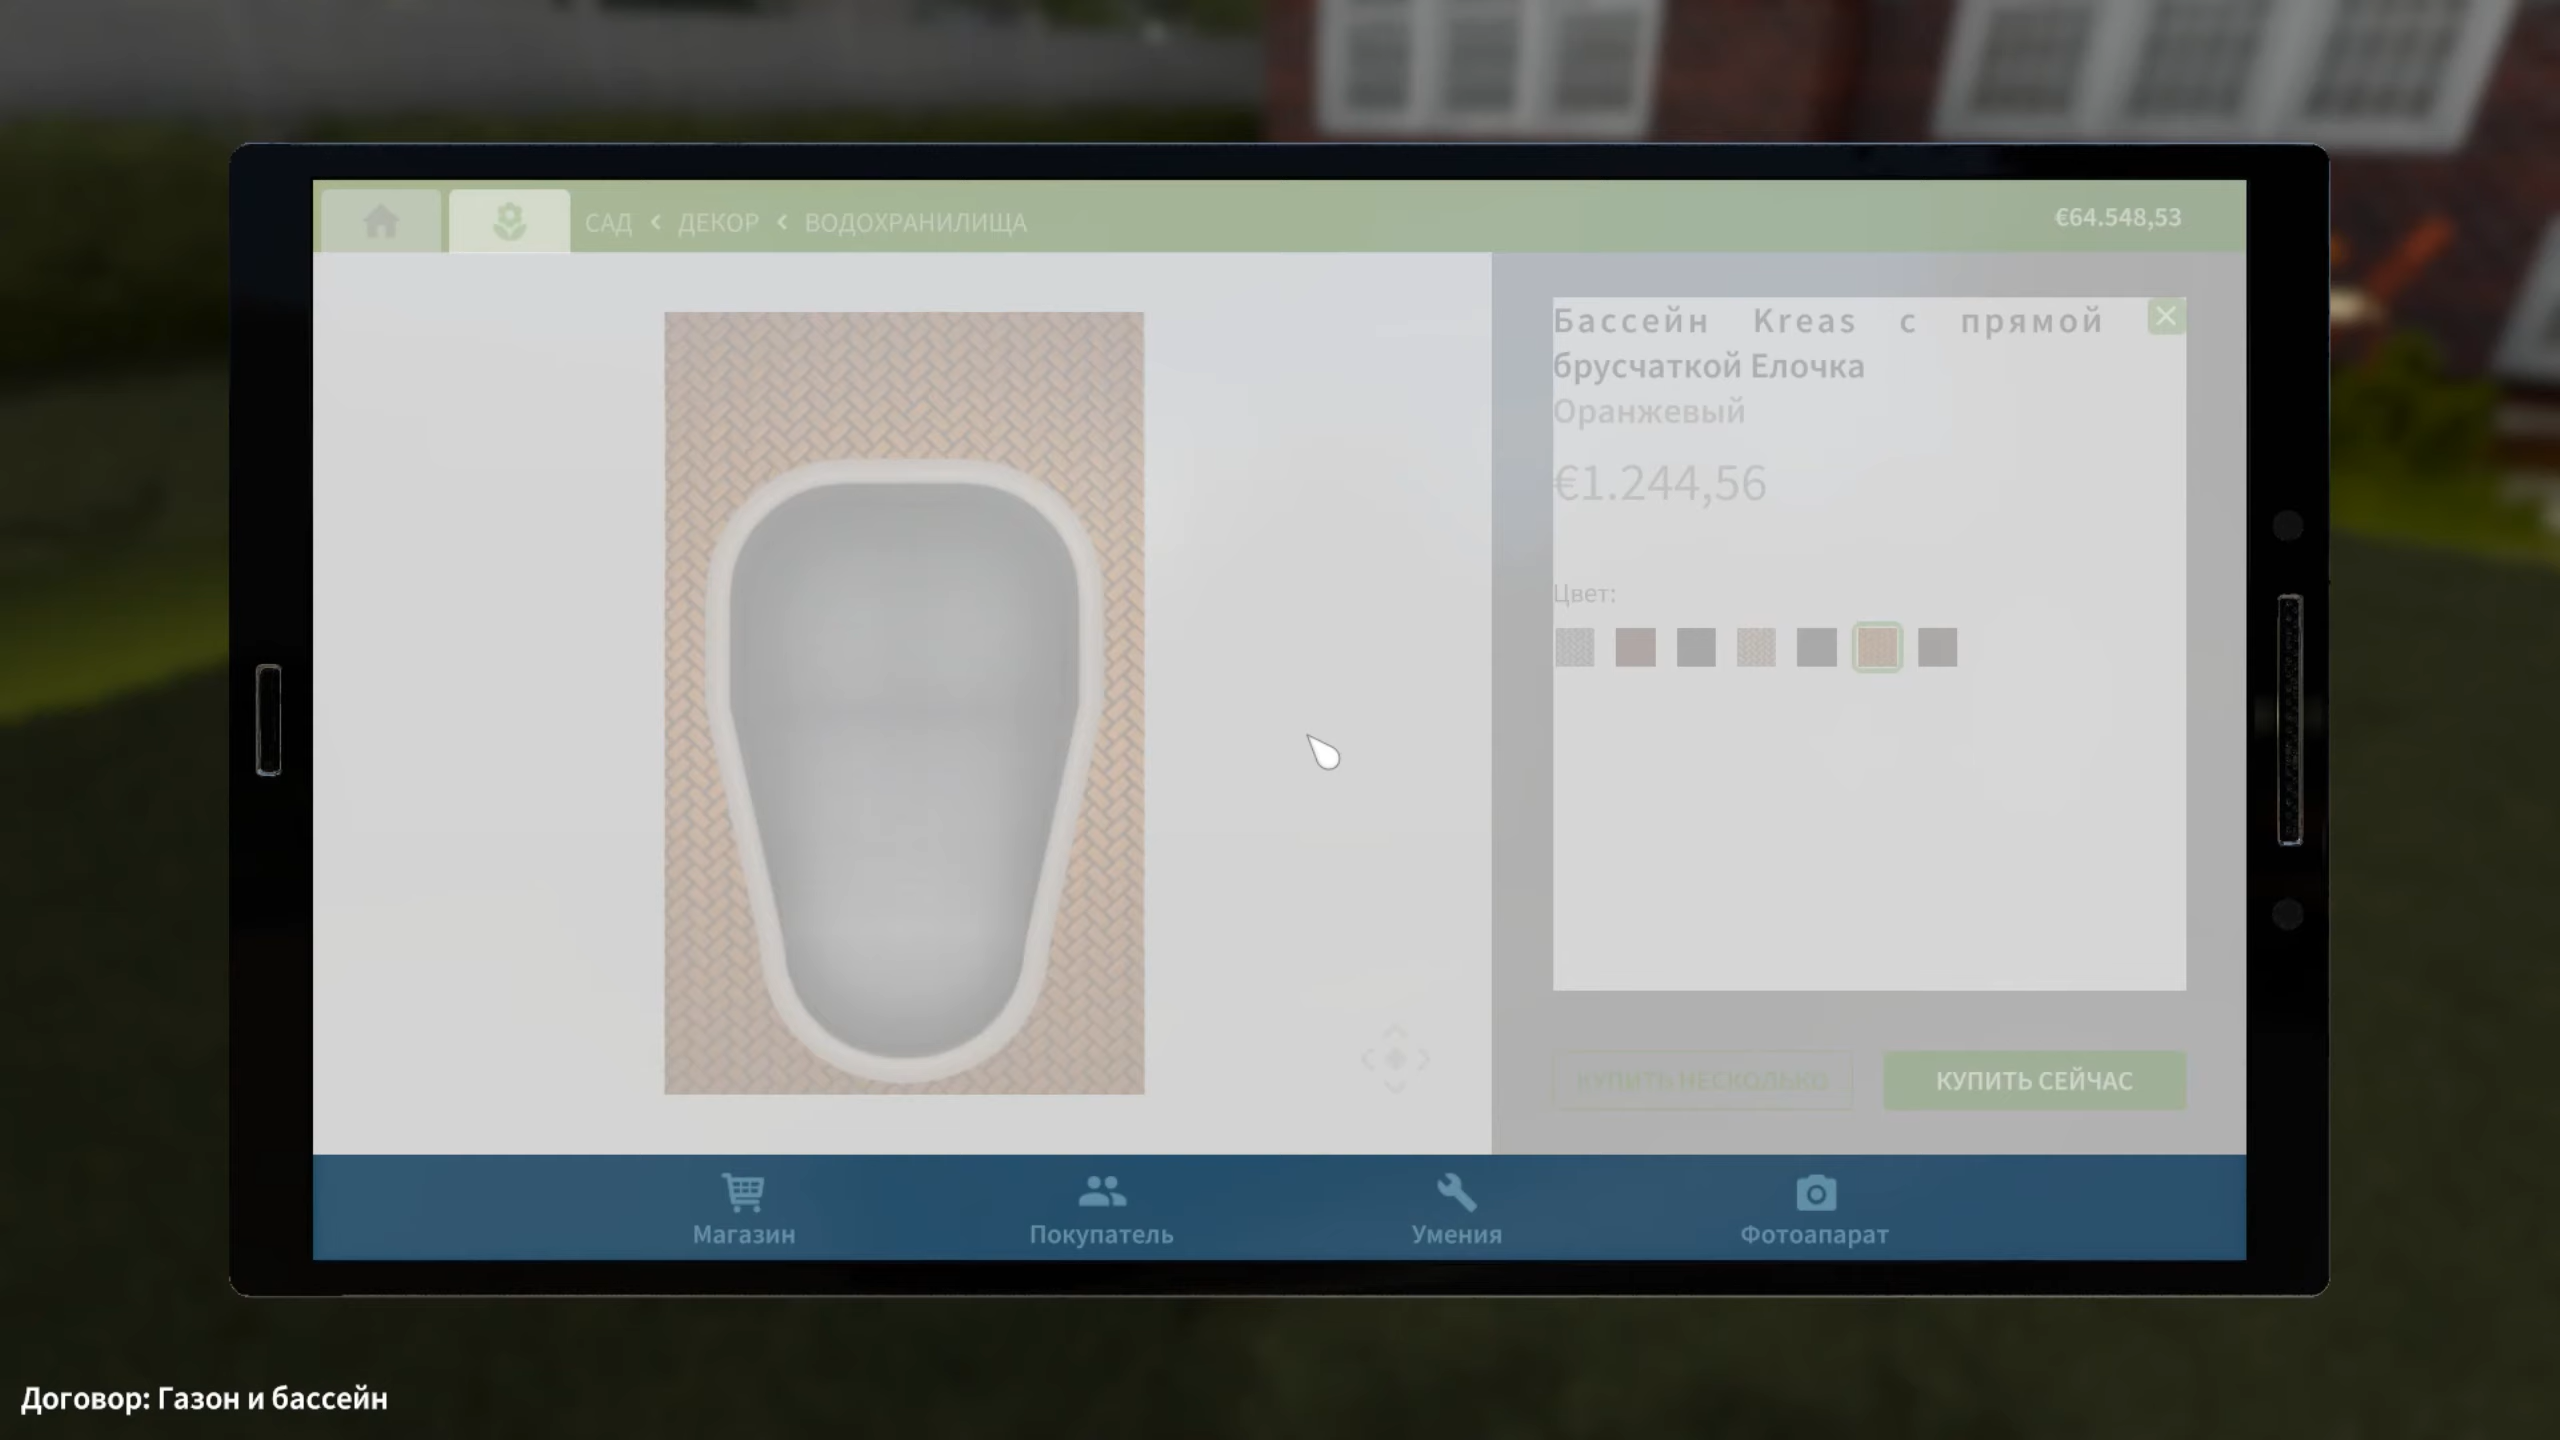 САД < ДЕКОР < ВОДОХРАНИЛИЩА
€64.548,53
Бассейн Kreas с прямой
брусчаткой Елочка
Оранжевый
€1.244,56
Цвет:
КУПИТЬ НЕСКОЛЬКО
КУПИТЬ СЕЙЧАС
Магазин
Покупатель
Умения
Фотоапарат
Договор: Газон и бассейн